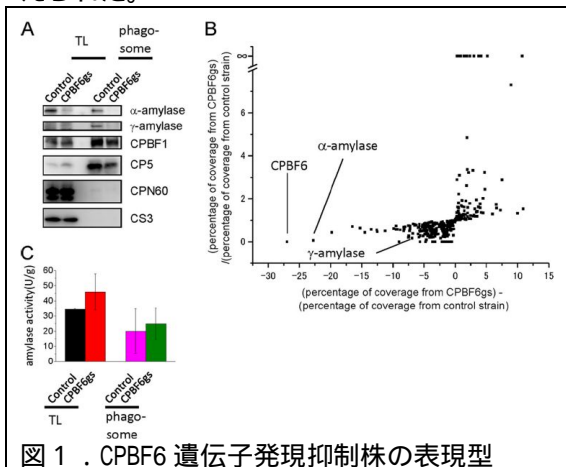 A
TL
phago-
some
Control
CPBF6gs
Control
CPBF6gs
α-amylase
γ-amylase
CPBF1
CP5
CPN60
CS3
B
(percentage of coverage from CPBF6gs)
/(percentage of coverage from control strain)
∞
6
4
2
0
CPBF6
α-amylase
γ-amylase
-30 -25 -20 -15 -10 -5 0 5 10 15
(percentage of coverage from CPBF6gs) -
(percentage of coverage from control strain)
C
amylase activity(U/g)
60
50
40
30
20
10
0
Control
CPBF6gs
Control
CPBF6gs
TL
phago-
some
図１．CPBF6 遺伝子発現抑制株の表現型